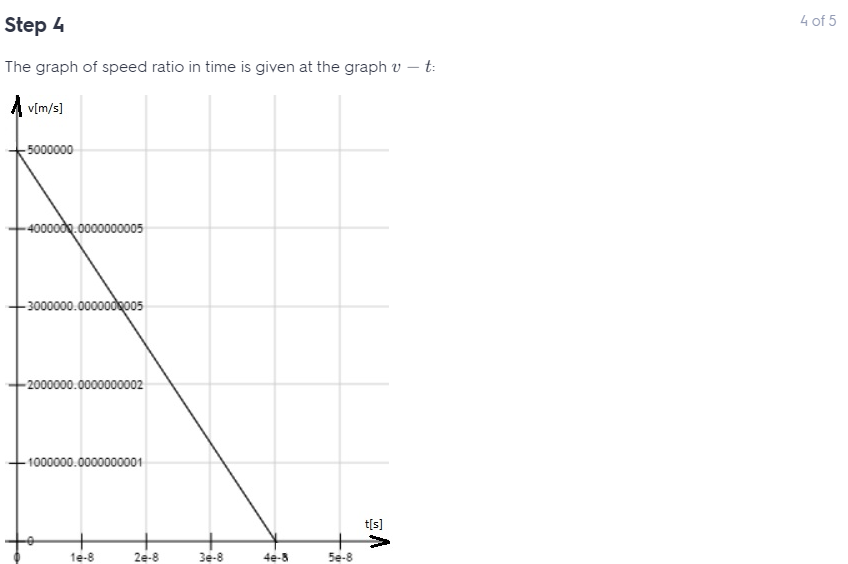 Step 4
4 of 5
The graph of speed ratio in time is given at the graph v − t:
v[m/s]
5000000
4000000.0000000005
3000000.0000000005
2000000.0000000002
1000000.0000000001
t[s]
0
0
1e-8
2e-8
3e-8
4e-8
5e-8